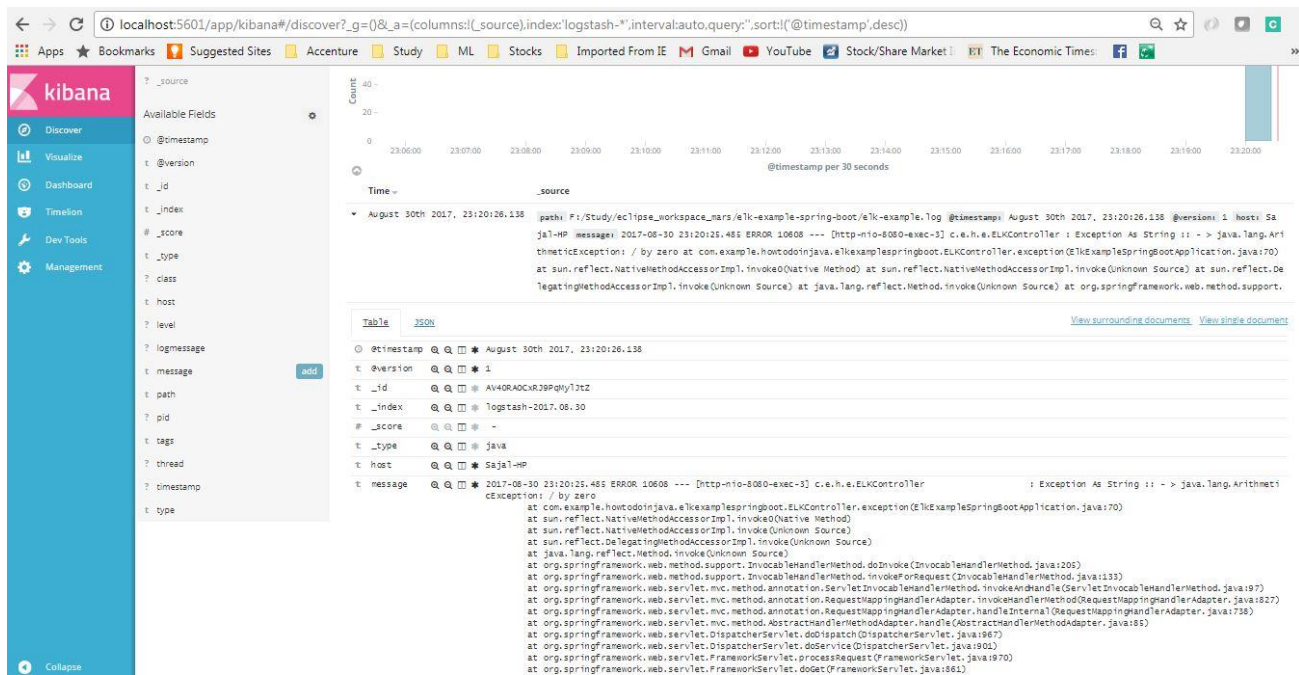 localhost:5601/app/kibana#/discover?_g=()&_a=(columns:!(_source),index:'logstash-*',interval:auto,query:'',sort:!('@timestamp',desc))
Apps Bookmarks Suggested Sites Accenture Study ML Stocks Imported From IE Gmail YouTube Stock/Share Market ET The Economic Times:
kibana
Discover
Visualize
Dashboard
Timelion
Dev Tools
Management
Collapse
? _source
Available Fields
@timestamp
t @version
t _id
t _index
# _score
t _type
? class
t host
? level
? logmessage
t message add
t path
? pid
t tags
? thread
? timestamp
t type
Count
40
20
0
23:06:00 23:07:00 23:08:00 23:09:00 23:10:00 23:11:00 23:12:00 23:13:00 23:14:00 23:15:00 23:16:00 23:17:00 23:18:00 23:19:00 23:20:00
@timestamp per 30 seconds
Time _source
August 30th 2017, 23:20:26.138 path: F:/Study/eclipse_workspace_mars/elk-example-spring-boot/elk-example.log @timestamp: August 30th 2017, 23:20:26.138 @version: 1 host: Sa
jal-HP message: 2017-08-30 23:20:25.485 ERROR 10608 --- [http-nio-8080-exec-3] c.e.h.e.ELKController : Exception As String :: - > java.lang.Ari
thmeticException: / by zero at com.example.howtodoinjava.elkexamplespringboot.ELKController.exception(ElkExampleSpringBootApplication.java:70)
at sun.reflect.NativeMethodAccessorImpl.invoke0(Native Method) at sun.reflect.NativeMethodAccessorImpl.invoke(Unknown Source) at sun.reflect.De
legatingMethodAccessorImpl.invoke(Unknown Source) at java.lang.reflect.Method.invoke(Unknown Source) at org.springframework.web.method.support.
Table JSON View surrounding documents View single document
@timestamp August 30th 2017, 23:20:26.138
t @version 1
t _id AV40RAOCxRJ9PqMylJtZ
t _index logstash-2017.08.30
# _score -
t _type java
t host Sajal-HP
t message 2017-08-30 23:20:25.485 ERROR 10608 --- [http-nio-8080-exec-3] c.e.h.e.ELKController : Exception As String :: - > java.lang.Arithmeti
cException: / by zero
at com.example.howtodoinjava.elkexamplespringboot.ELKController.exception(ElkExampleSpringBootApplication.java:70)
at sun.reflect.NativeMethodAccessorImpl.invoke0(Native Method)
at sun.reflect.NativeMethodAccessorImpl.invoke(Unknown Source)
at sun.reflect.DelegatingMethodAccessorImpl.invoke(Unknown Source)
at java.lang.reflect.Method.invoke(Unknown Source)
at org.springframework.web.method.support.InvocableHandlerMethod.doInvoke(InvocableHandlerMethod.java:205)
at org.springframework.web.method.support.InvocableHandlerMethod.invokeForRequest(InvocableHandlerMethod.java:133)
at org.springframework.web.servlet.mvc.method.annotation.ServletInvocableHandlerMethod.invokeAndHandle(ServletInvocableHandlerMethod.java:97)
at org.springframework.web.servlet.mvc.method.annotation.RequestMappingHandlerAdapter.invokeHandlerMethod(RequestMappingHandlerAdapter.java:827)
at org.springframework.web.servlet.mvc.method.annotation.RequestMappingHandlerAdapter.handleInternal(RequestMappingHandlerAdapter.java:738)
at org.springframework.web.servlet.mvc.method.AbstractHandlerMethodAdapter.handle(AbstractHandlerMethodAdapter.java:85)
at org.springframework.web.servlet.DispatcherServlet.doDispatch(DispatcherServlet.java:967)
at org.springframework.web.servlet.DispatcherServlet.doService(DispatcherServlet.java:901)
at org.springframework.web.servlet.FrameworkServlet.processRequest(FrameworkServlet.java:970)
at org.springframework.web.servlet.FrameworkServlet.doGet(FrameworkServlet.java:861)